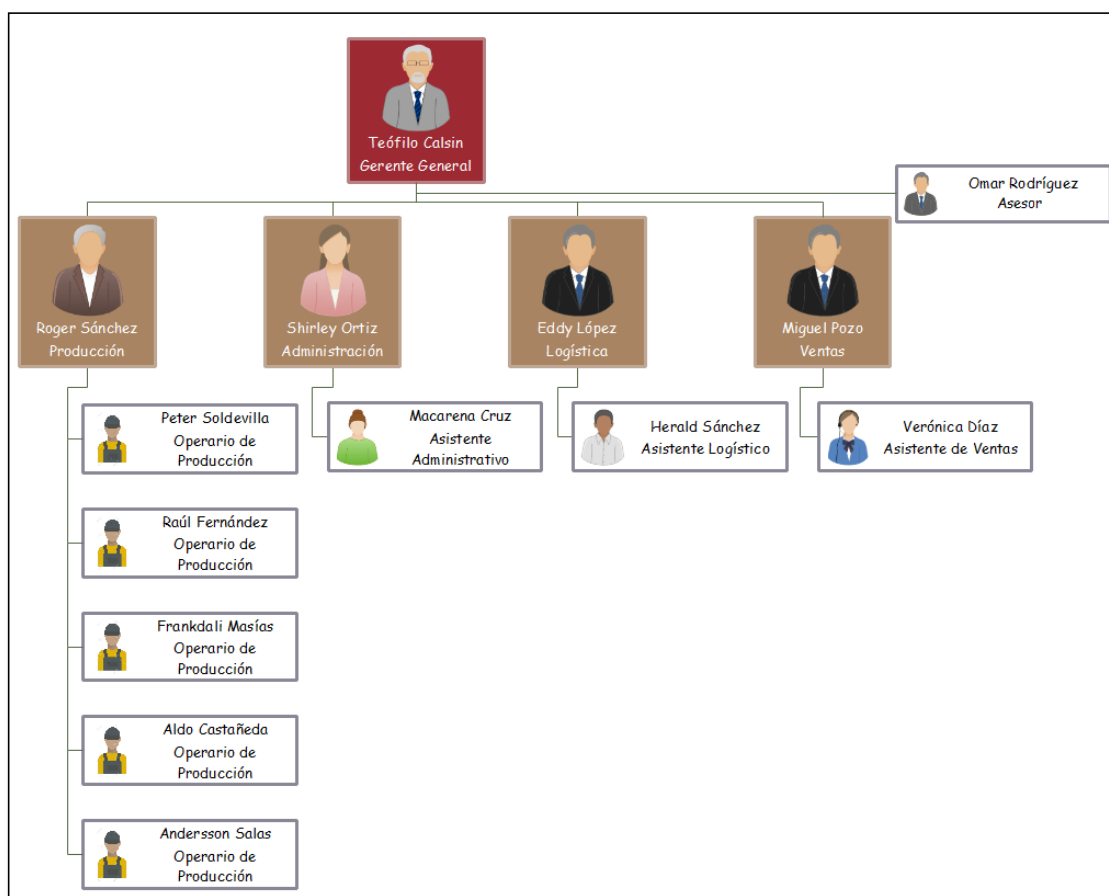 Teófilo Calsin
Gerente General
Omar Rodríguez
Asesor
Roger Sánchez
Producción
Shirley Ortiz
Administración
Eddy López
Logística
Miguel Pozo
Ventas
Peter Soldevilla
Operario de
Producción
Macarena Cruz
Asistente
Administrativo
Herald Sánchez
Asistente Logístico
Verónica Díaz
Asistente de Ventas
Raúl Fernández
Operario de
Producción
Frankdali Masías
Operario de
Producción
Aldo Castañeda
Operario de
Producción
Andersson Salas
Operario de
Producción